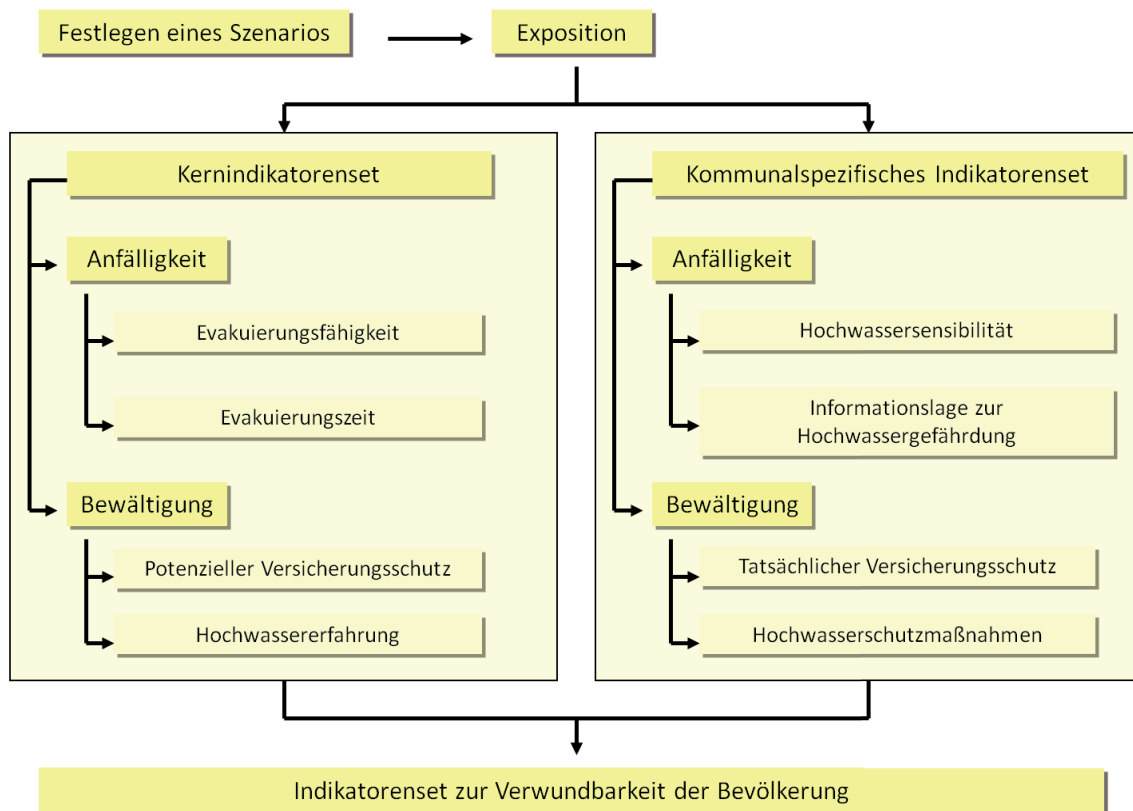 Festlegen eines Szenarios
Exposition
Kernindikatorenset
Anfälligkeit
Evakuierungsfähigkeit
Evakuierungszeit
Bewältigung
Potenzieller Versicherungsschutz
Hochwassererfahrung
Kommunalspezifisches Indikatorenset
Anfälligkeit
Hochwassersensibilität
Informationslage zur
Hochwassergefährdung
Bewältigung
Tatsächlicher Versicherungsschutz
Hochwasserschutzmaßnahmen
Indikatorenset zur Verwundbarkeit der Bevölkerung